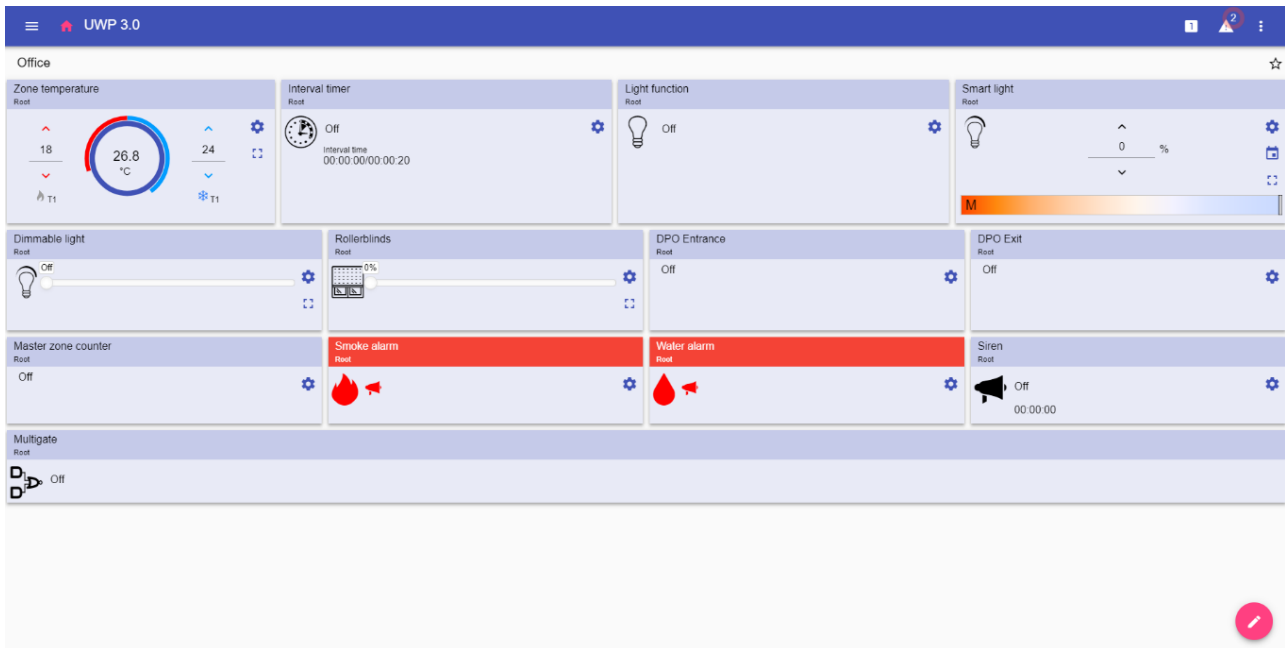 UWP 3.0
1
2
Office
Zone temperature
Root
18
26.8
°C
24
T1
T1
Interval timer
Root
Off
Interval time
00:00:00/00:00:20
Light function
Root
Off
Smart light
Root
0
%
M
Dimmable light
Root
Off
Rollerblinds
Root
0%
DPO Entrance
Root
Off
DPO Exit
Root
Off
Master zone counter
Root
Off
Smoke alarm
Root
Water alarm
Root
Siren
Root
Off
00:00:00
Multigate
Root
Off